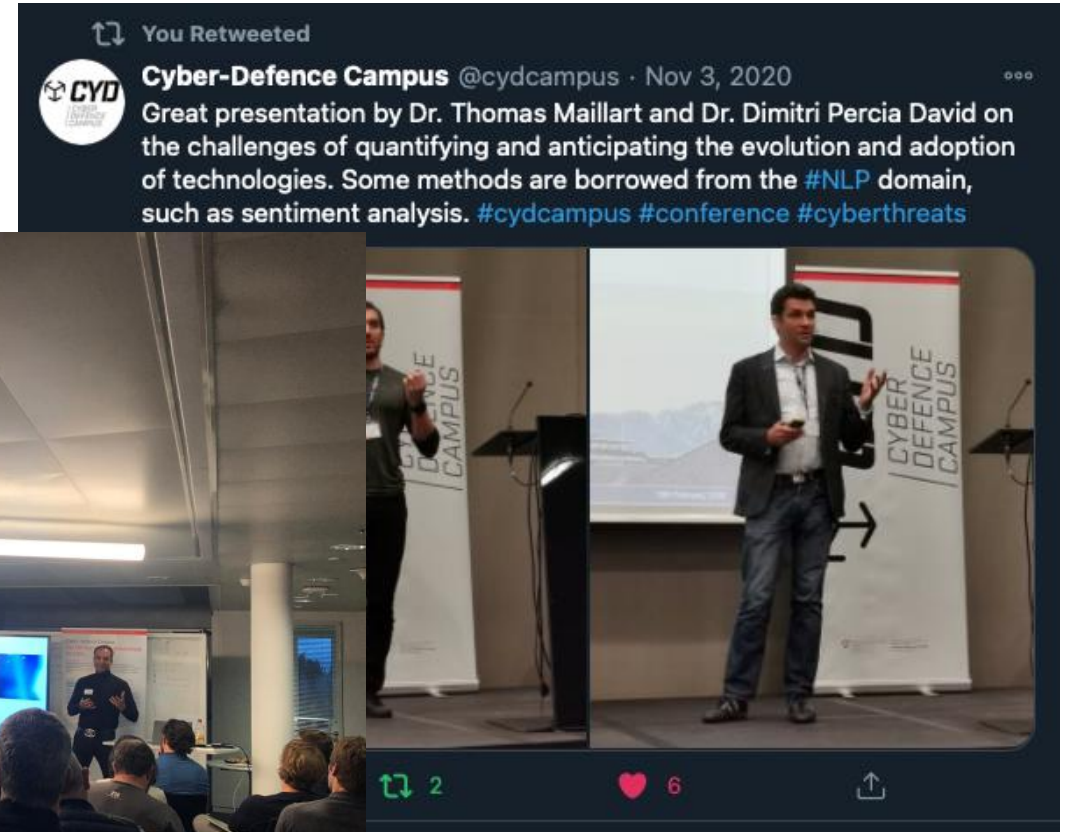 You Retweeted
Cyber-Defence Campus @cydcampus · Nov 3, 2020
CYD
CYBER
DEFENCE
CAMPUS
Great presentation by Dr. Thomas Maillart and Dr. Dimitri Percia David on
the challenges of quantifying and anticipating the evolution and adoption
of technologies. Some methods are borrowed from the #NLP domain,
such as sentiment analysis. #cydcampus #conference #cyberthreats
CAMPUS
CYBER
DEFENCE
CAMPUS
2
6